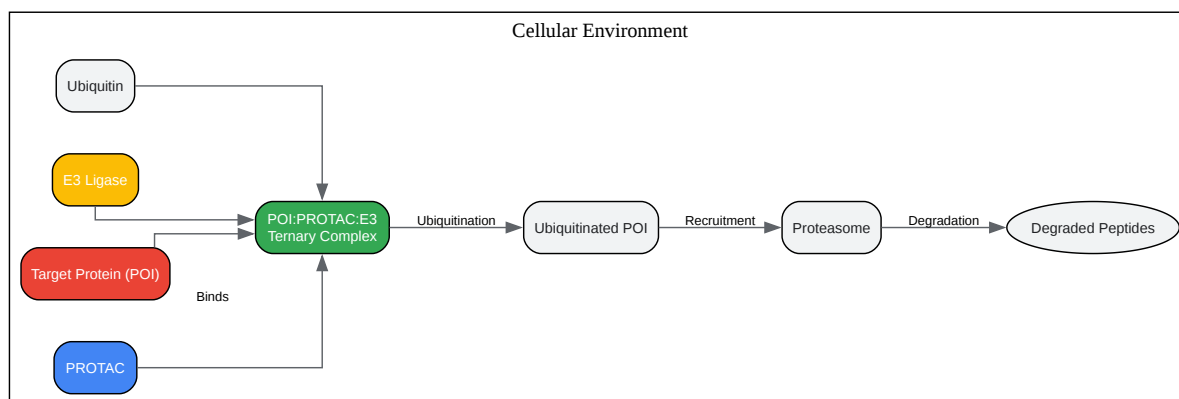 Cellular Environment
Ubiquitin
E3 Ligase
POI:PROTAC:E3
Ternary Complex
Ubiquitination
Ubiquitinated POI
Recruitment
Proteasome
Degradation
Degraded Peptides
Target Protein (POI)
Binds
PROTAC